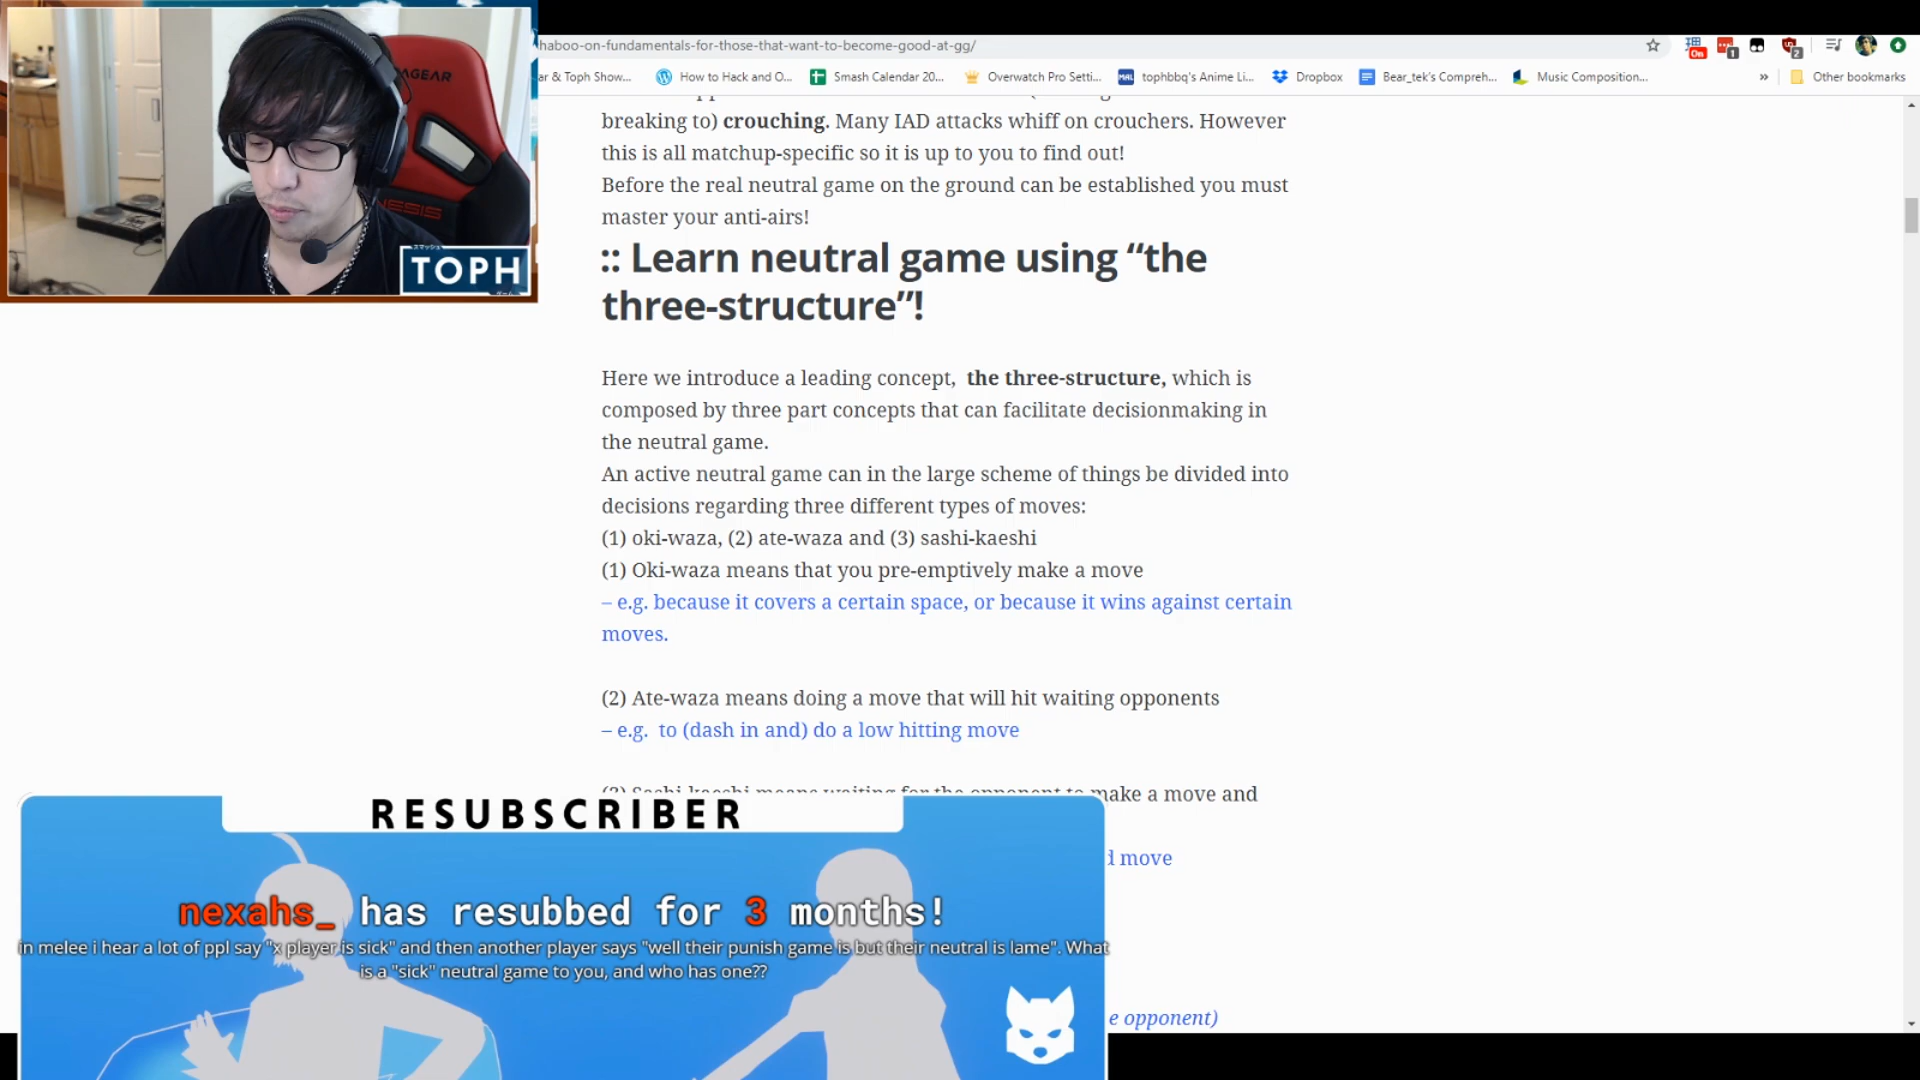 AGEAR
NESIS
スマッシュ
TOPH
haboo-on-fundamentals-for-those-that-want-to-become-good-at-gg/
On
1
2
ar & Toph Show...
How to Hack and O...
Smash Calendar 20...
Overwatch Pro Setti...
MAL
tophbbq's Anime Li...
Dropbox
Bear_tek's Compreh...
Music Composition...
»
Other bookmarks
breaking to) crouching. Many IAD attacks whiff on crouchers. However
this is all matchup-specific so it is up to you to find out!
Before the real neutral game on the ground can be established you must
master your anti-airs!
:: Learn neutral game using “the
three-structure”!
Here we introduce a leading concept, the three-structure, which is
composed by three part concepts that can facilitate decisionmaking in
the neutral game.
An active neutral game can in the large scheme of things be divided into
decisions regarding three different types of moves:
(1) oki-waza, (2) ate-waza and (3) sashi-kaeshi
(1) Oki-waza means that you pre-emptively make a move
– e.g. because it covers a certain space, or because it wins against certain
moves.
(2) Ate-waza means doing a move that will hit waiting opponents
– e.g. to (dash in and) do a low hitting move
(3) Sashi-kaeshi means waiting for the opponent to make a move and
d move
e opponent)
RESUBSCRIBER
nexahs_ has resubbed for 3 months!
in melee i hear a lot of ppl say "x player is sick" and then another player says "well their punish game is but their neutral is lame". What
is a "sick" neutral game to you, and who has one??